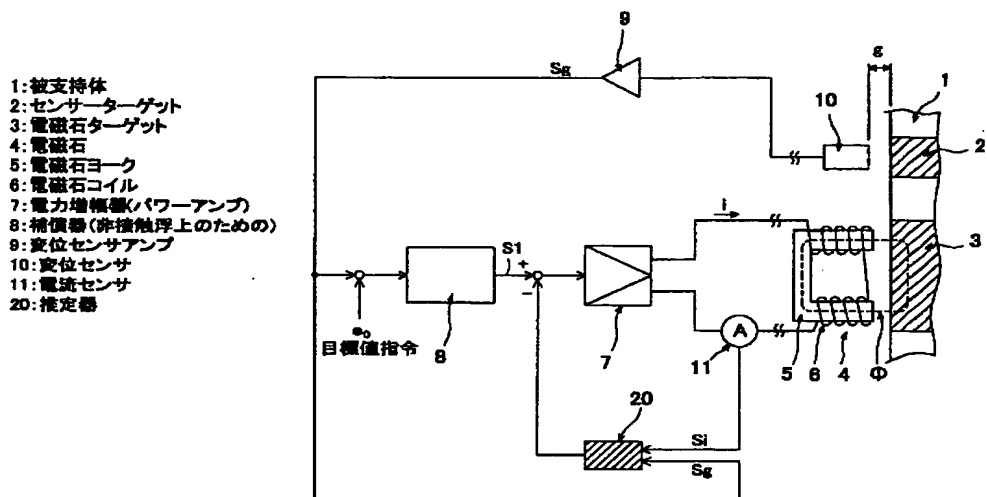 1:被支持体
2:センサーターゲット
3:電磁石ターゲット
4:電磁石
5:電磁石ヨーク
6:電磁石コイル
7:電力増幅器(パワーアンプ)
8:補償器(非接触浮上のための)
9:変位センサアンプ
10:変位センサ
11:電流センサ
20:推定器
9
Sg
g
1
10
2
i
3
S1
+
−
e₀
目標値指令
8
7
A
11
5
6
4
Φ
20
Si
Sg